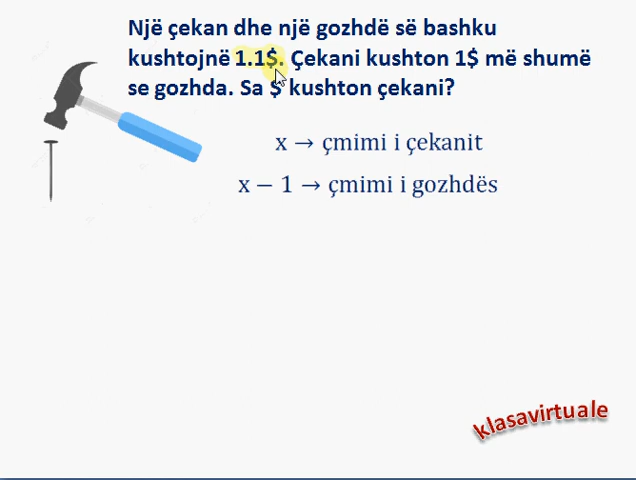 Një çekan dhe një gozhdë së bashku
kushtojnë 1.1$. Çekani kushton 1$ më shumë
se gozhda. Sa $ kushton çekani?
x → çmimi i çekanit
x − 1 → çmimi i gozhdës
klasavirtuale